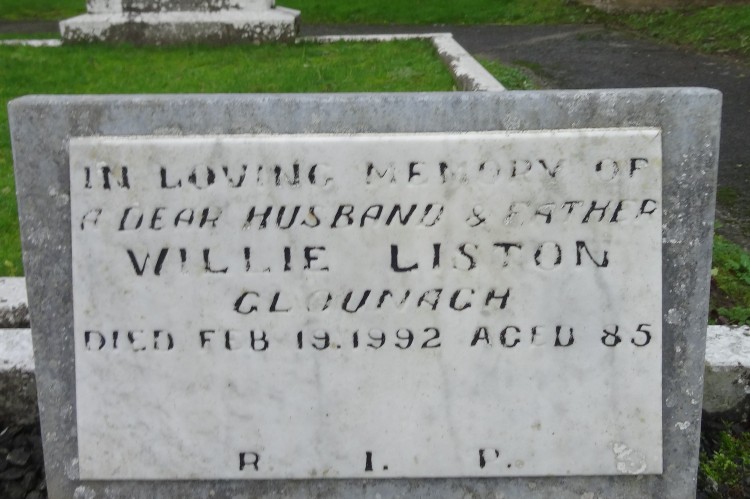 IN LOVING MEMORY OF
A DEAR HUSBAND & FATHER
WILLIE LISTON
CLOUNAGH
DIED FEB 19.1992 AGED 85
R. I. P.